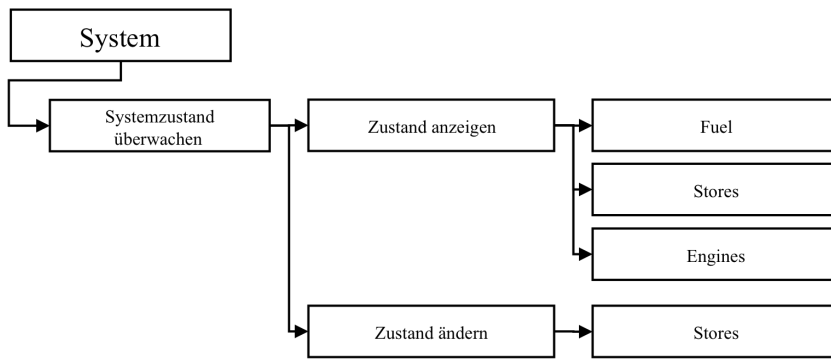 System
Systemzustand
überwachen
Zustand anzeigen
Fuel
Stores
Engines
Zustand ändern
Stores